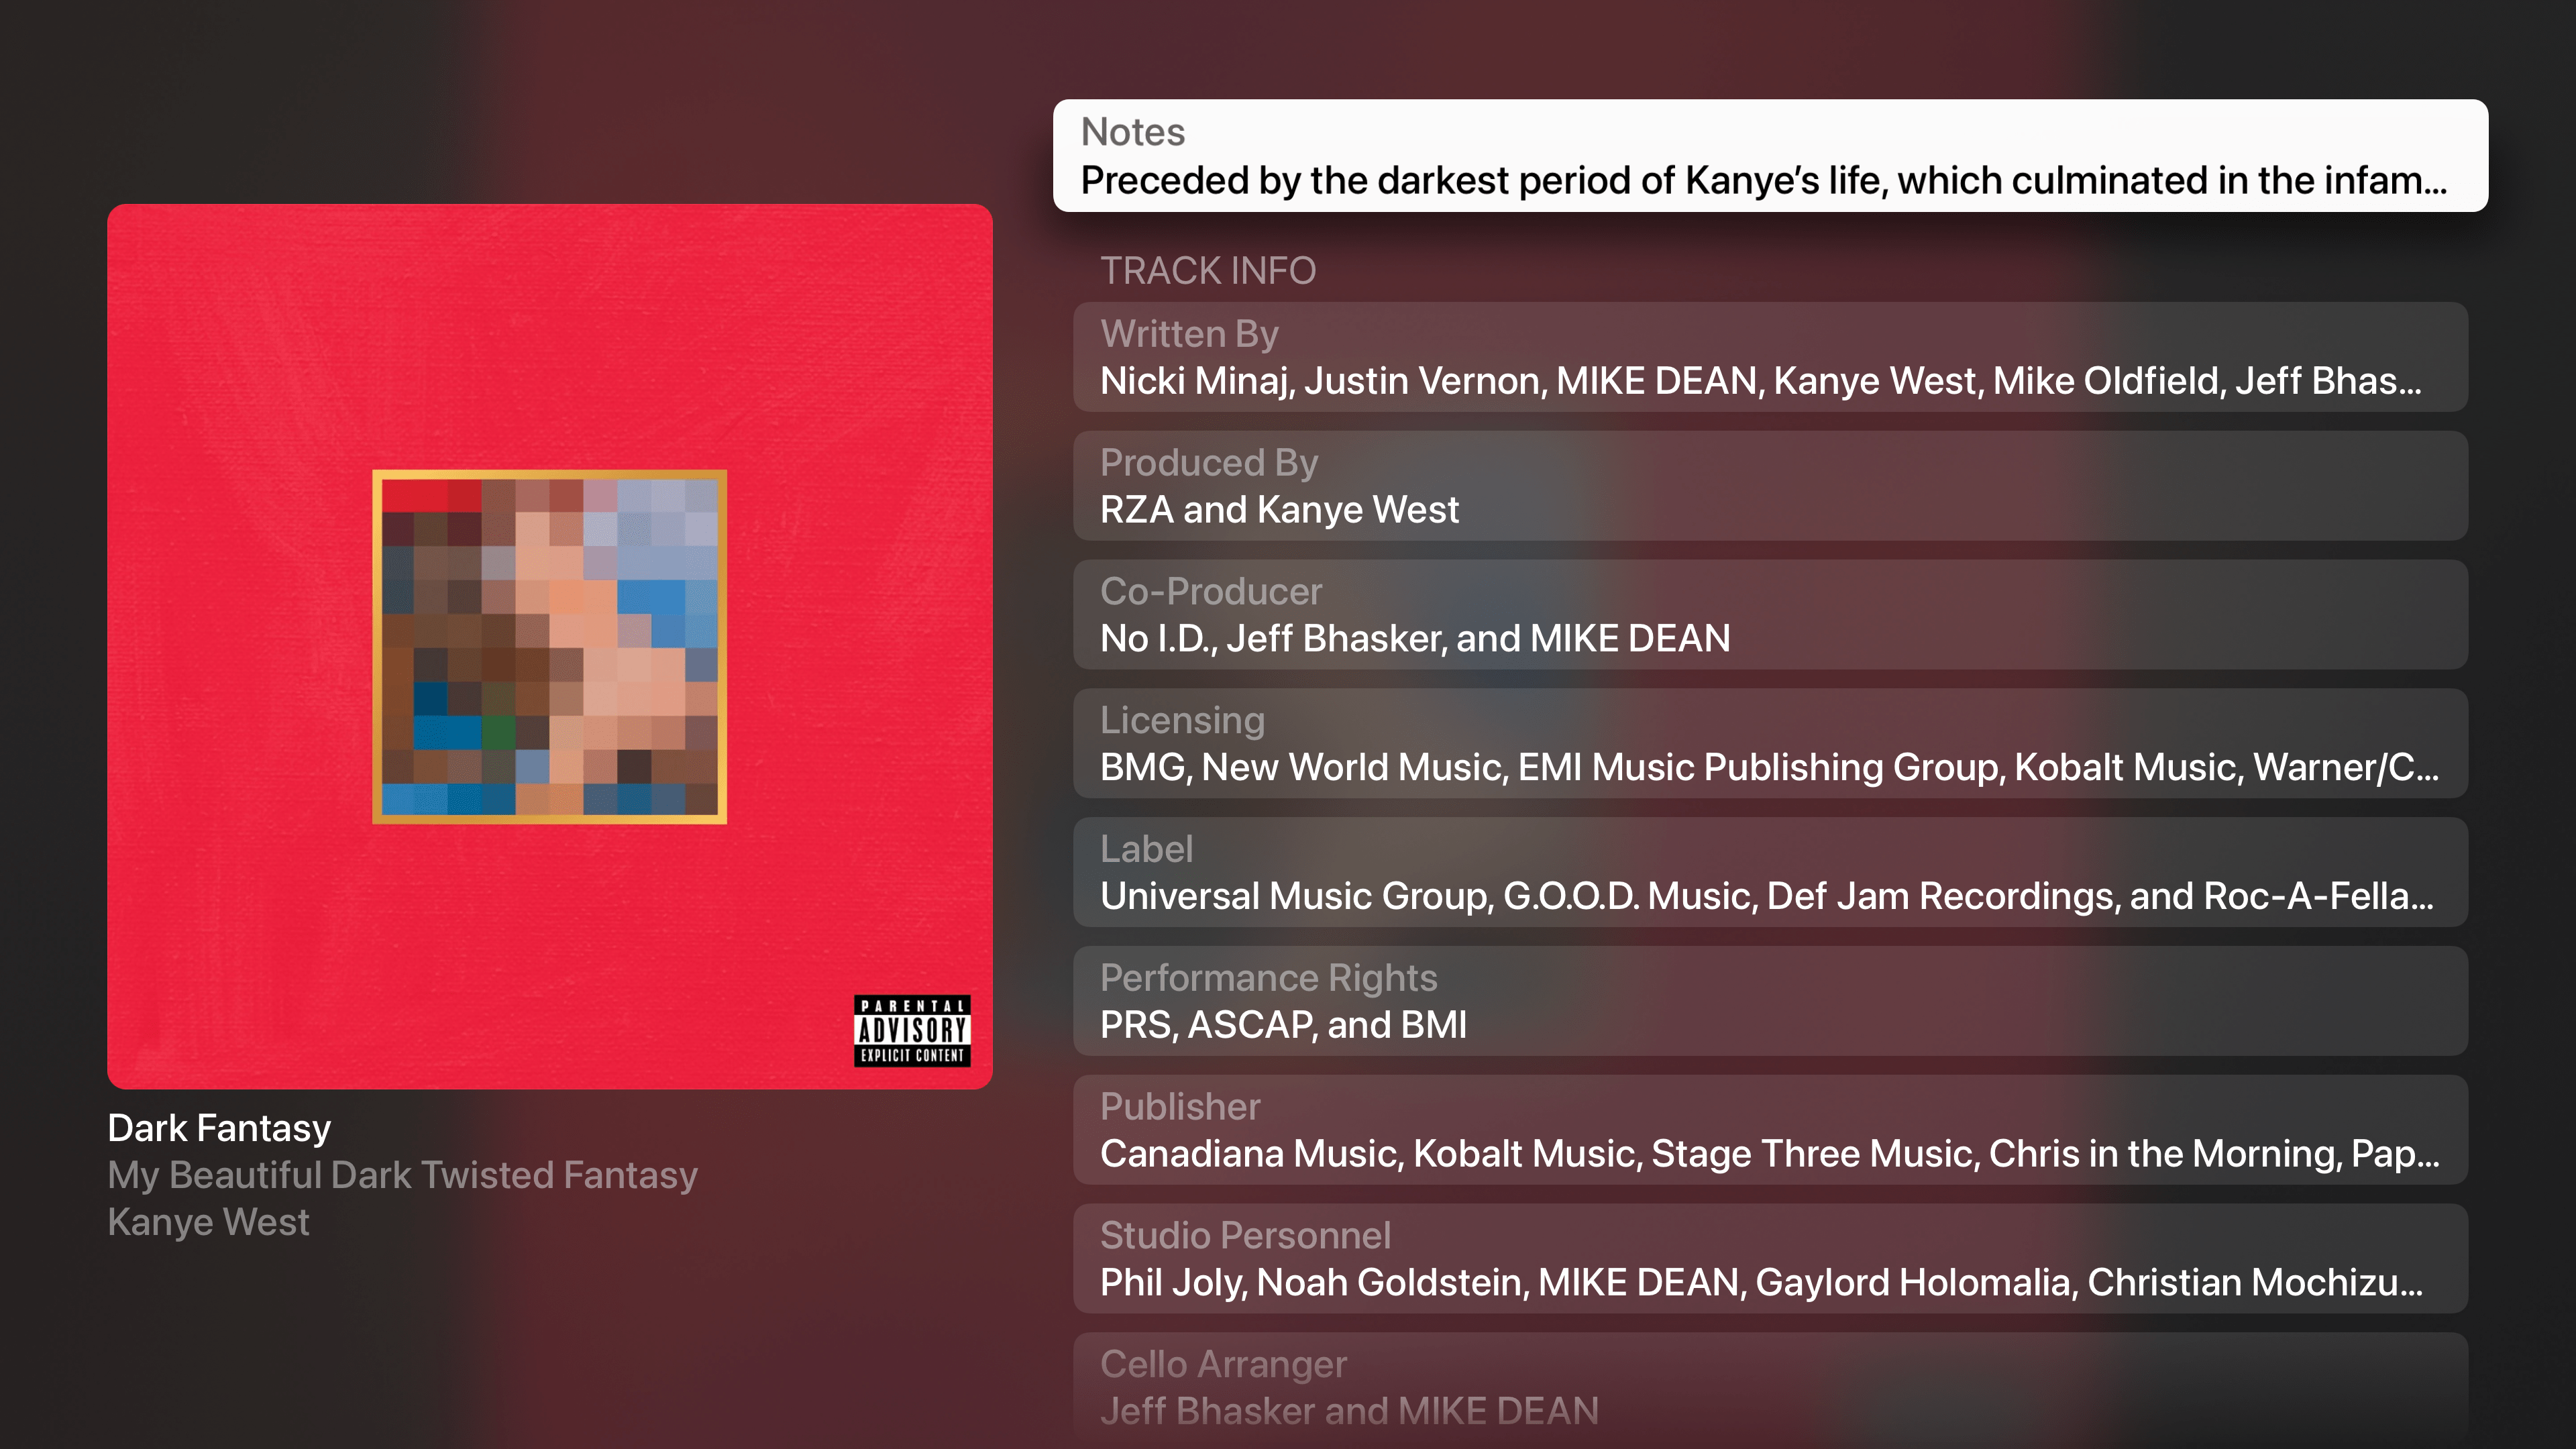 Notes
Preceded by the darkest period of Kanye’s life, which culminated in the infam…
TRACK INFO
Written By
Nicki Minaj, Justin Vernon, MIKE DEAN, Kanye West, Mike Oldfield, Jeff Bhas…
Produced By
RZA and Kanye West
Co-Producer
No I.D., Jeff Bhasker, and MIKE DEAN
Licensing
BMG, New World Music, EMI Music Publishing Group, Kobalt Music, Warner/C…
Label
Universal Music Group, G.O.O.D. Music, Def Jam Recordings, and Roc-A-Fella…
Performance Rights
PRS, ASCAP, and BMI
Publisher
Canadiana Music, Kobalt Music, Stage Three Music, Chris in the Morning, Pap…
Studio Personnel
Phil Joly, Noah Goldstein, MIKE DEAN, Gaylord Holomalia, Christian Mochizu…
Cello Arranger
Jeff Bhasker and MIKE DEAN
PARENTAL
ADVISORY
EXPLICIT CONTENT
Dark Fantasy
My Beautiful Dark Twisted Fantasy
Kanye West